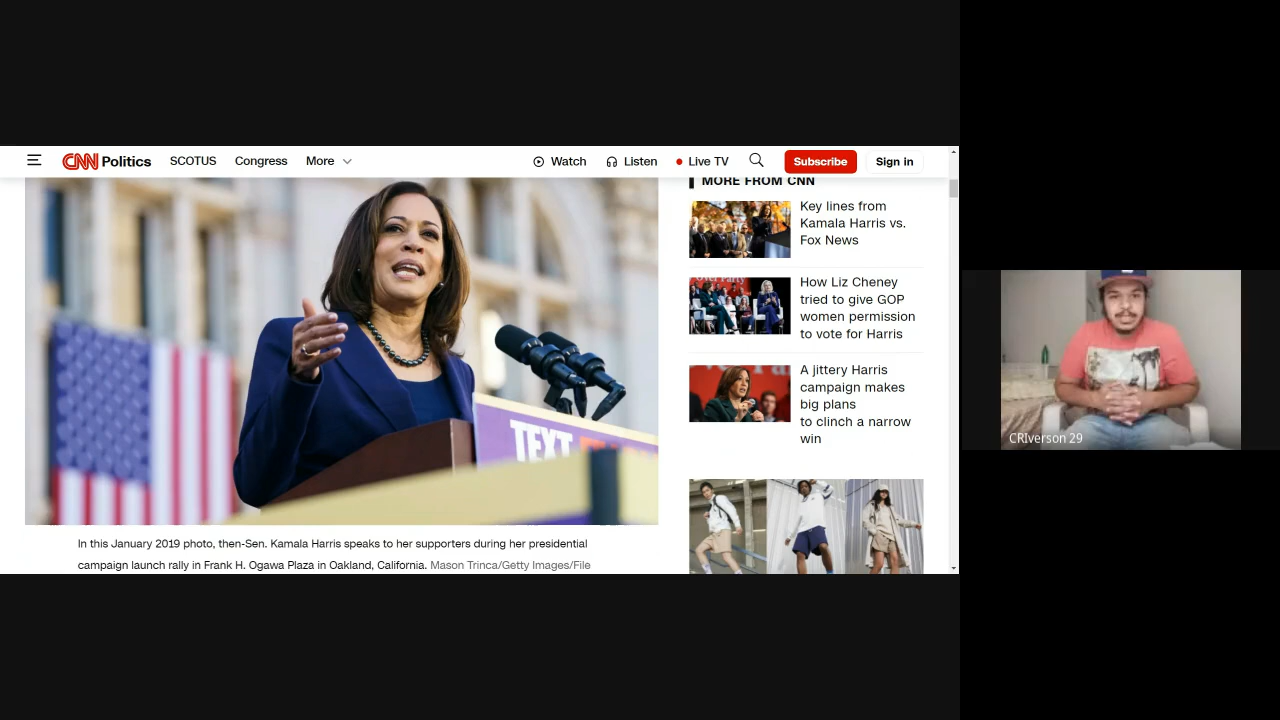 CNN Politics SCOTUS Congress More Watch Listen Live TV Subscribe Sign in
TEXT
In this January 2019 photo, then-Sen. Kamala Harris speaks to her supporters during her presidential
campaign launch rally in Frank H. Ogawa Plaza in Oakland, California. Mason Trinca/Getty Images/File
MORE FROM CNN
Key lines from
Kamala Harris vs.
Fox News
How Liz Cheney
tried to give GOP
women permission
to vote for Harris
A jittery Harris
campaign makes
big plans
to clinch a narrow
win
CRIverson 29